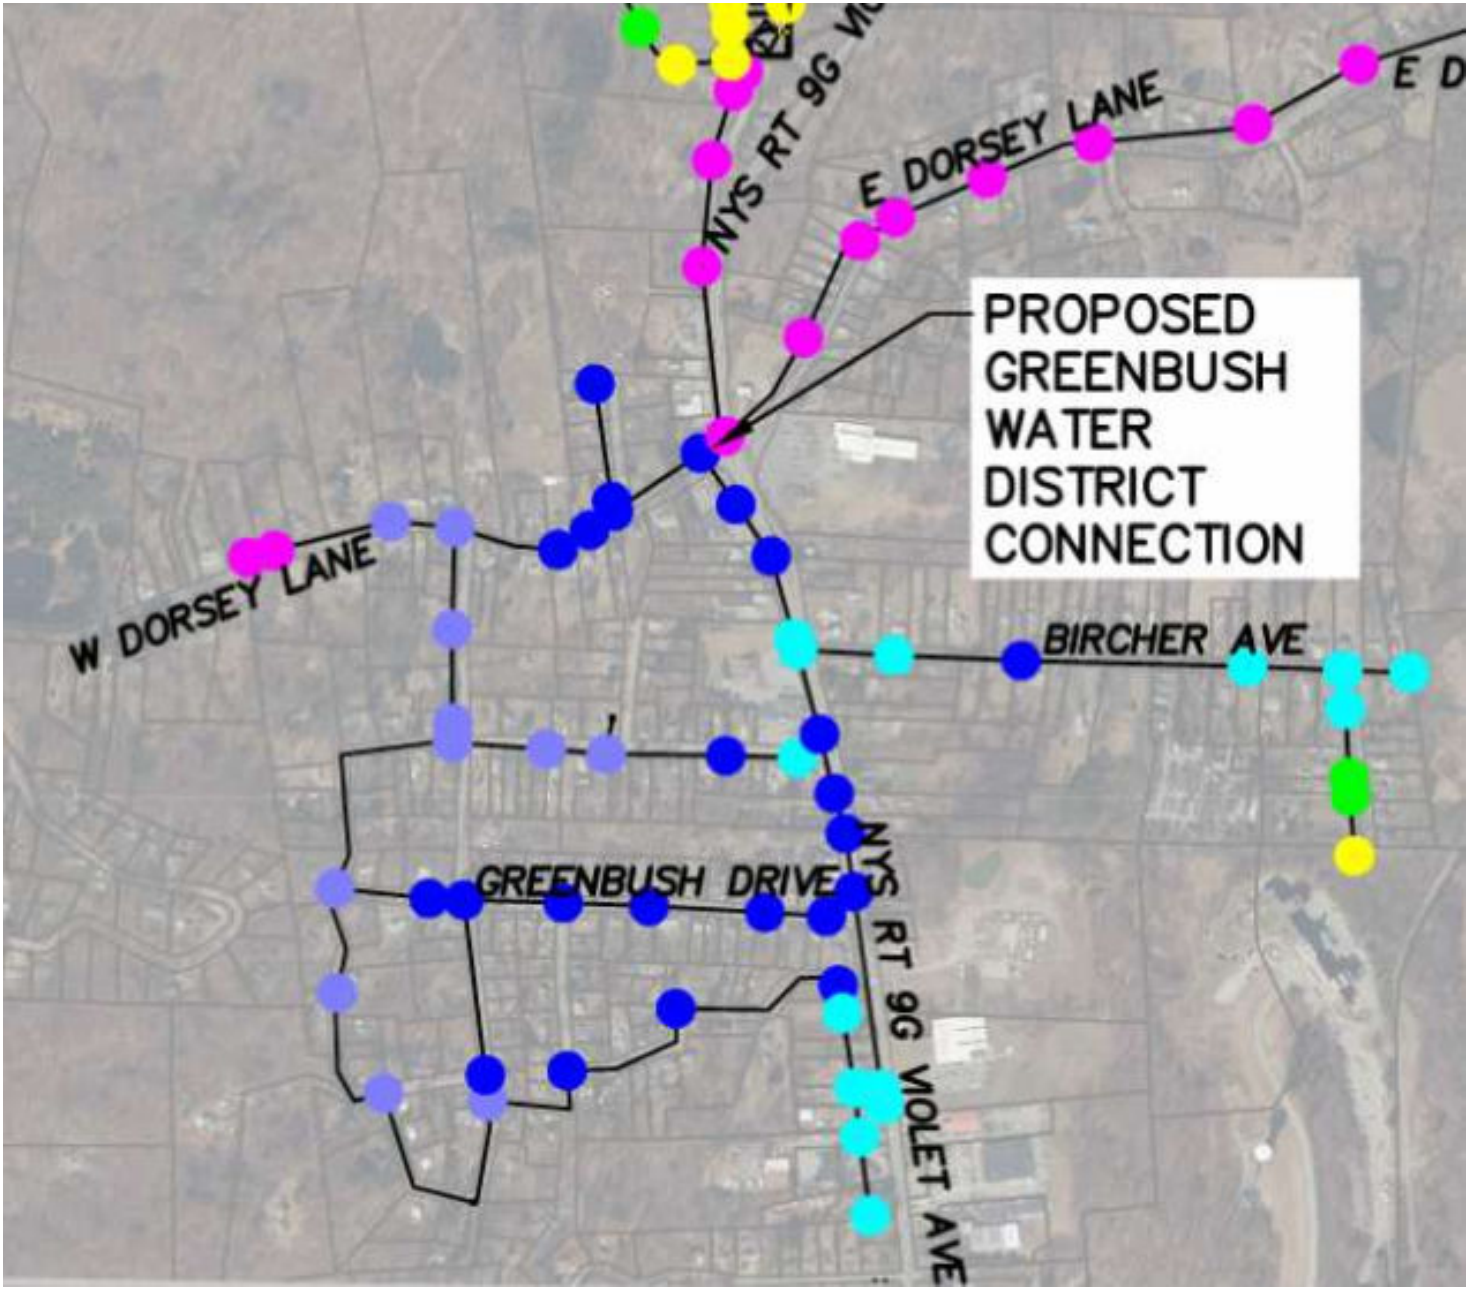 NYS RT 9G VIO
E DORSEY LANE
E D
PROPOSED
GREENBUSH
WATER
DISTRICT
CONNECTION
W DORSEY LANE
BIRCHER AVE
GREENBUSH DRIVE
NYS RT 9G VIOLET AVE